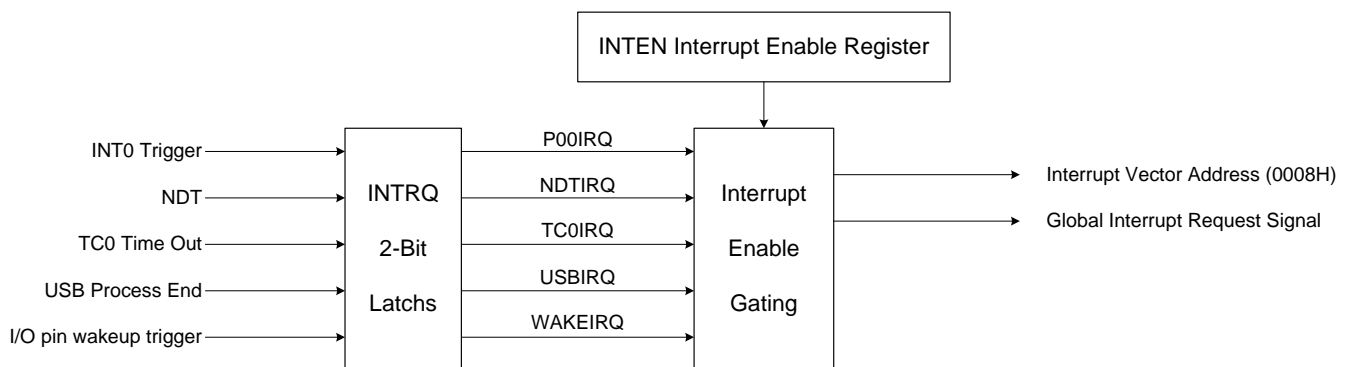 INTEN Interrupt Enable Register
INT0 Trigger
NDT
TC0 Time Out
USB Process End
I/O pin wakeup trigger
INTRQ
2-Bit
Latchs
P00IRQ
NDTIRQ
TC0IRQ
USBIRQ
WAKEIRQ
Interrupt
Enable
Gating
Interrupt Vector Address (0008H)
Global Interrupt Request Signal